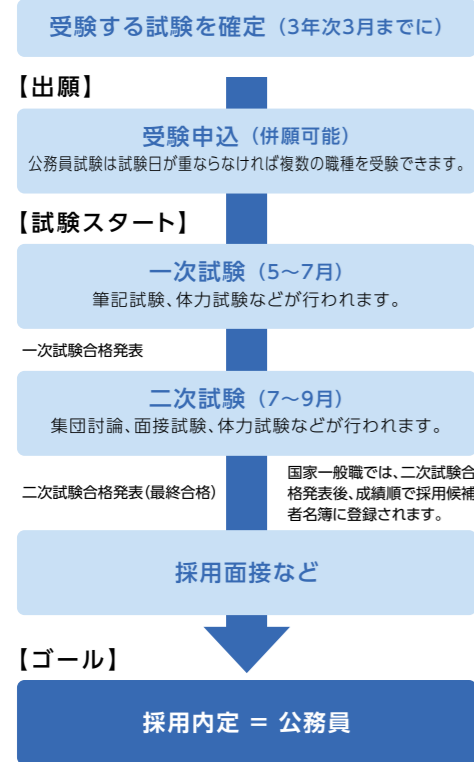 受験する試験を確定（3年次3月までに）
【出願】
受験申込（併願可能）
公務員試験は試験日が重ならなければ複数の職種を受験できます。
【試験スタート】
一次試験（5～7月）
筆記試験、体力試験などが行われます。
一次試験合格発表
二次試験（7～9月）
集団討論、面接試験、体力試験などが行われます。
二次試験合格発表（最終合格）
国家一般職では、二次試験合
格発表後、成績順で採用候補
者名簿に登録されます。
採用面接など
【ゴール】
採用内定 ＝ 公務員